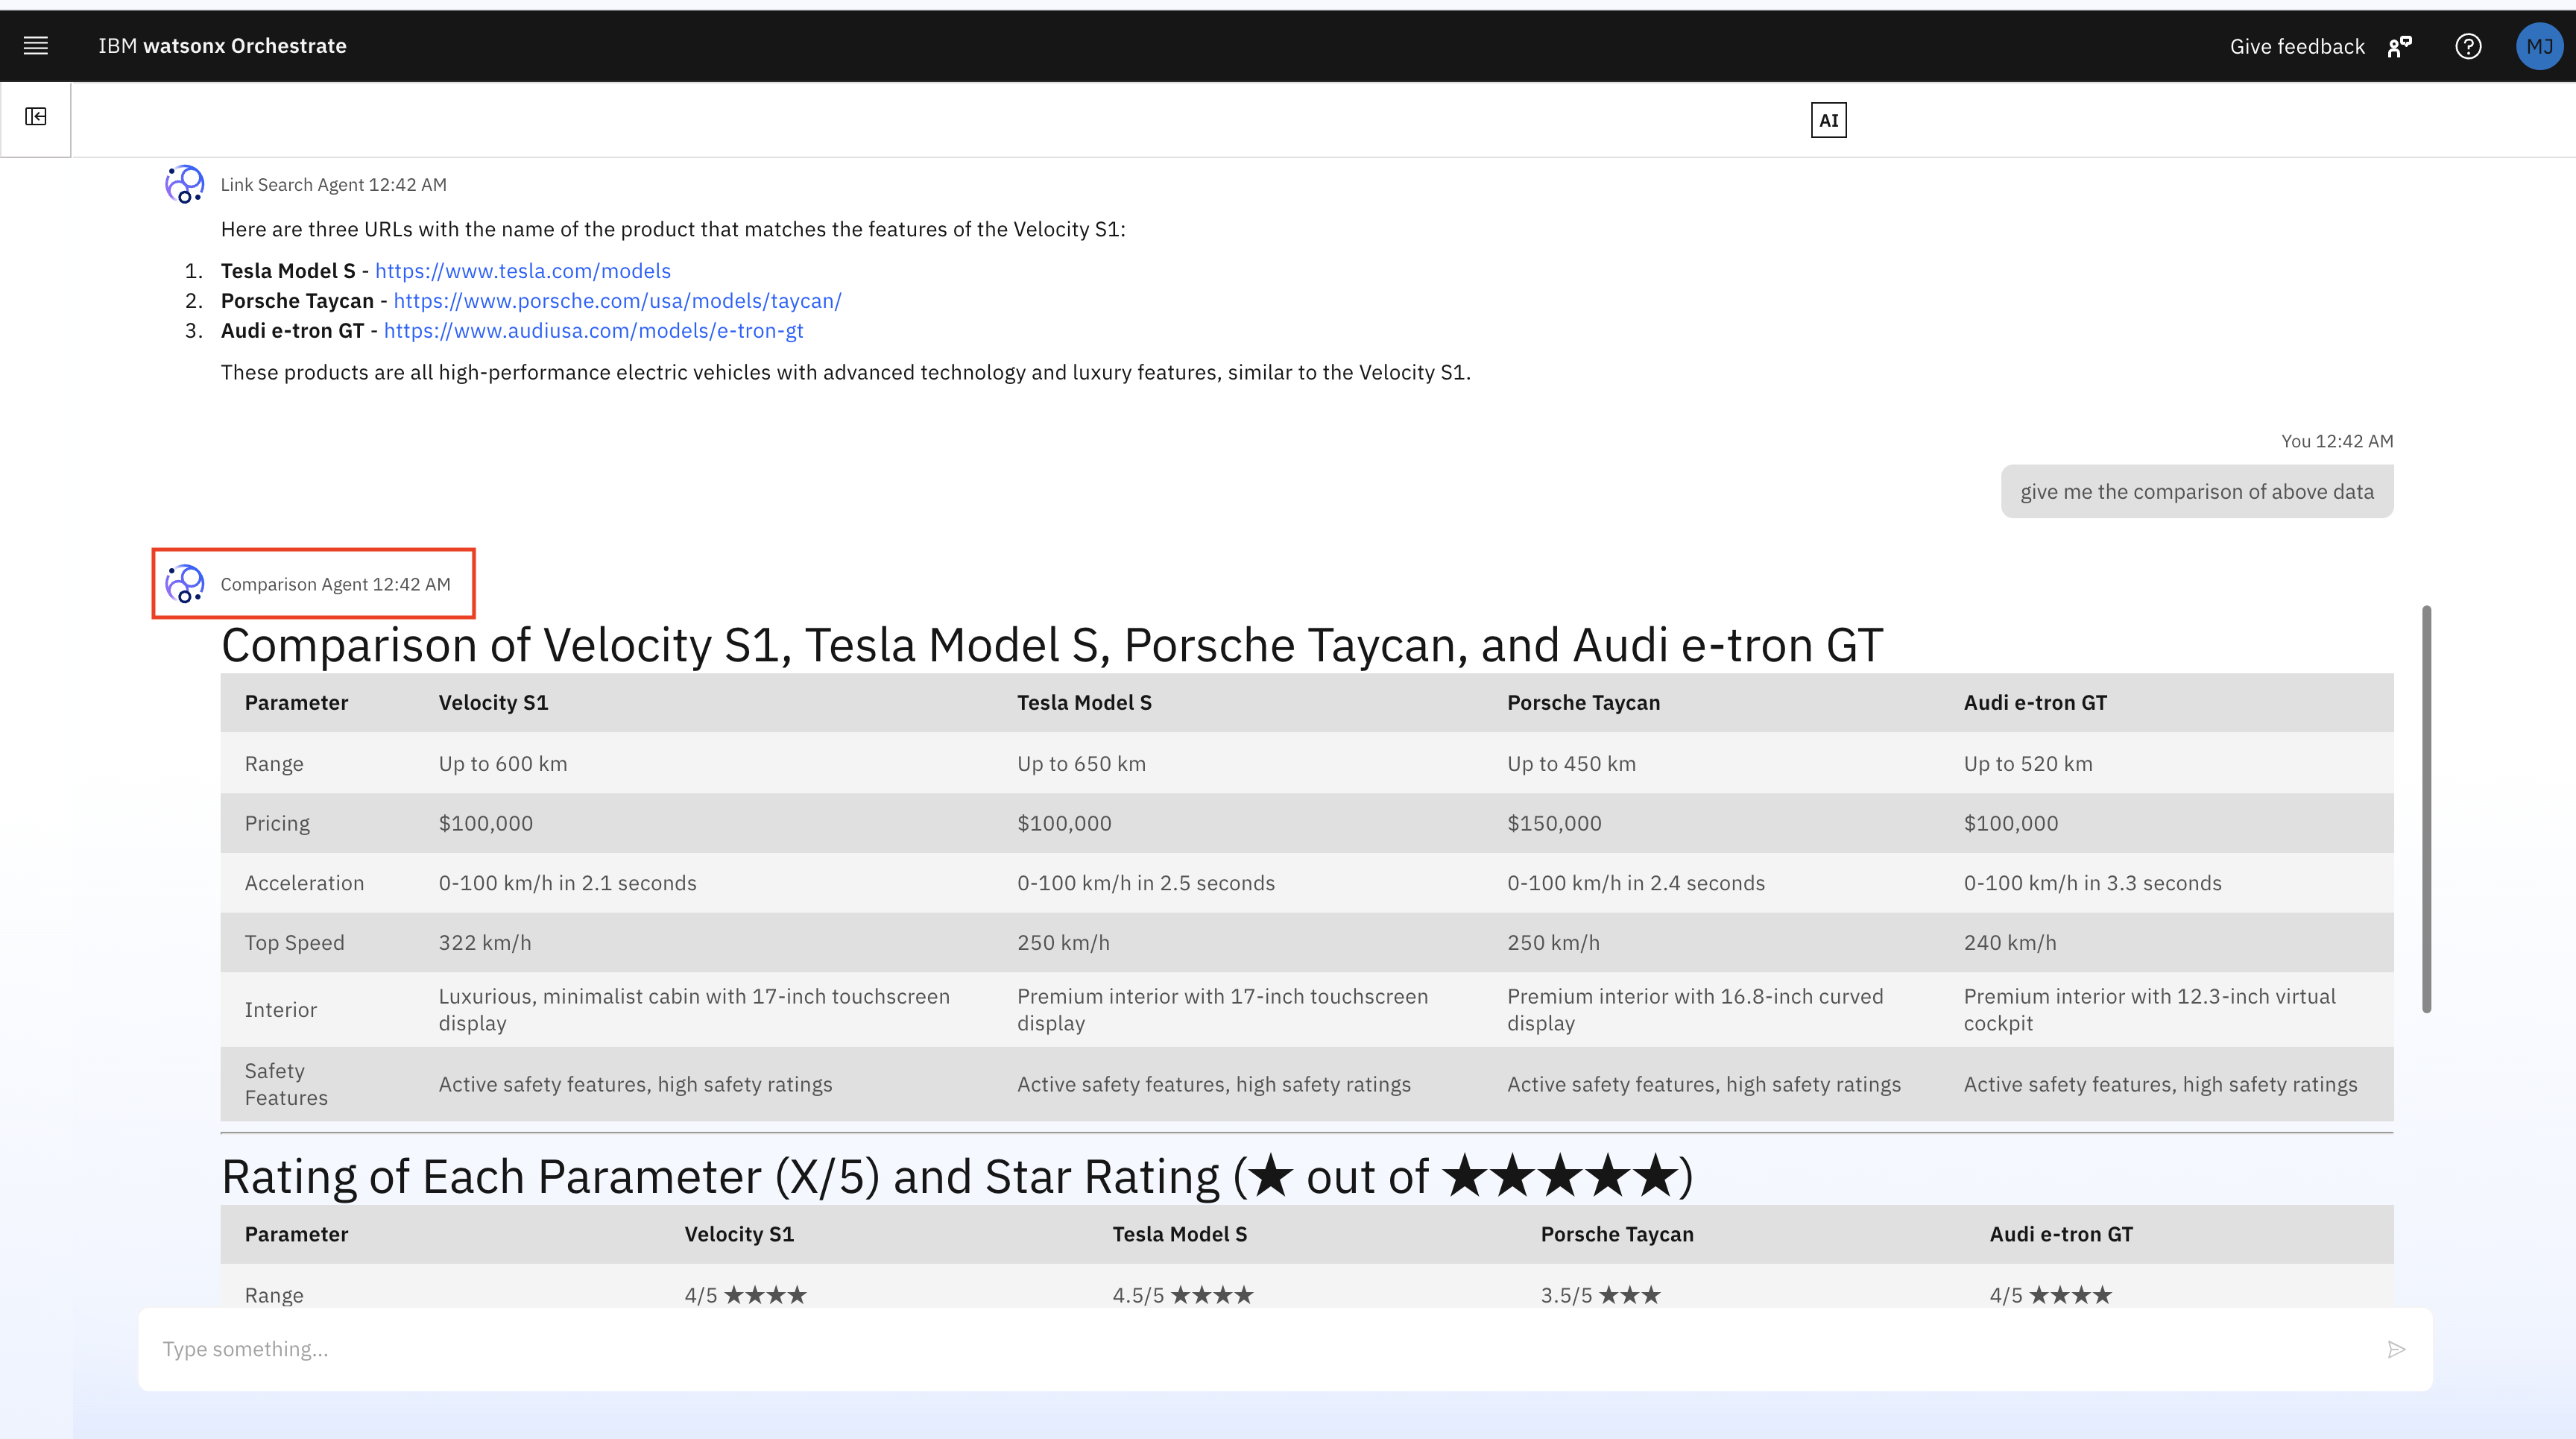 IBM watsonx Orchestrate
Give feedback
MJ
AI
Link Search Agent 12:42 AM
Here are three URLs with the name of the product that matches the features of the Velocity S1:
1. Tesla Model S - https://www.tesla.com/models
2. Porsche Taycan - https://www.porsche.com/usa/models/taycan/
3. Audi e-tron GT - https://www.audiusa.com/models/e-tron-gt
These products are all high-performance electric vehicles with advanced technology and luxury features, similar to the Velocity S1.
You 12:42 AM
give me the comparison of above data
Comparison Agent 12:42 AM
Comparison of Velocity S1, Tesla Model S, Porsche Taycan, and Audi e-tron GT
Parameter Velocity S1 Tesla Model S Porsche Taycan Audi e-tron GT
Range Up to 600 km Up to 650 km Up to 450 km Up to 520 km
Pricing $100,000 $100,000 $150,000 $100,000
Acceleration 0-100 km/h in 2.1 seconds 0-100 km/h in 2.5 seconds 0-100 km/h in 2.4 seconds 0-100 km/h in 3.3 seconds
Top Speed 322 km/h 250 km/h 250 km/h 240 km/h
Interior Luxurious, minimalist cabin with 17-inch touchscreen display Premium interior with 17-inch touchscreen display Premium interior with 16.8-inch curved display Premium interior with 12.3-inch virtual cockpit
Safety Features Active safety features, high safety ratings Active safety features, high safety ratings Active safety features, high safety ratings Active safety features, high safety ratings
Rating of Each Parameter (X/5) and Star Rating (★ out of ★★★★★)
Parameter Velocity S1 Tesla Model S Porsche Taycan Audi e-tron GT
Range 4/5 ★★★★ 4.5/5 ★★★★ 3.5/5 ★★★ 4/5 ★★★★
Type something...